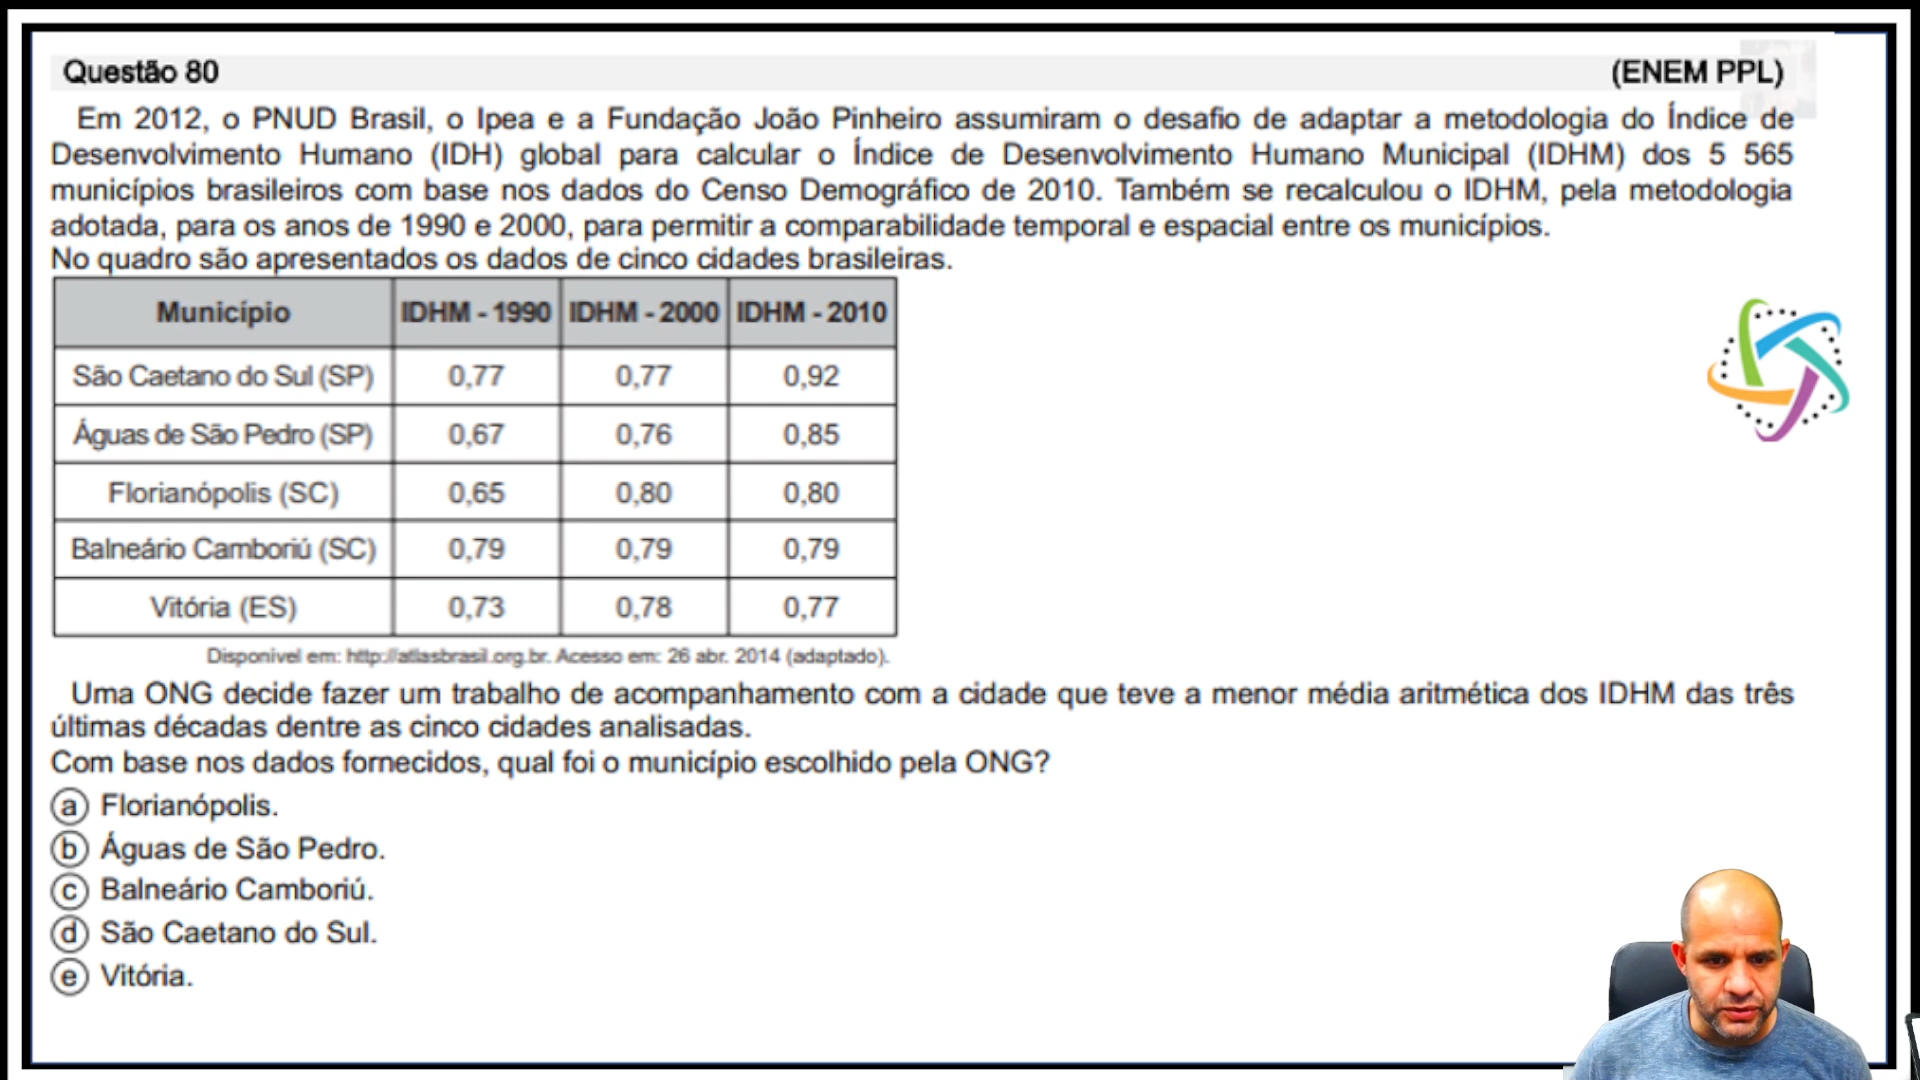 Questão 80 (ENEM PPL)
Em 2012, o PNUD Brasil, o Ipea e a Fundação João Pinheiro assumiram o desafio de adaptar a metodologia do Índice de
Desenvolvimento Humano (IDH) global para calcular o Índice de Desenvolvimento Humano Municipal (IDHM) dos 5 565
municípios brasileiros com base nos dados do Censo Demográfico de 2010. Também se recalculou o IDHM, pela metodologia
adotada, para os anos de 1990 e 2000, para permitir a comparabilidade temporal e espacial entre os municípios.
No quadro são apresentados os dados de cinco cidades brasileiras.
Município IDHM - 1990 IDHM - 2000 IDHM - 2010
São Caetano do Sul (SP) 0,77 0,77 0,92
Águas de São Pedro (SP) 0,67 0,76 0,85
Florianópolis (SC) 0,65 0,80 0,80
Balneário Camboriú (SC) 0,79 0,79 0,79
Vitória (ES) 0,73 0,78 0,77
Disponível em: http://atlasbrasil.org.br. Acesso em: 26 abr. 2014 (adaptado).
Uma ONG decide fazer um trabalho de acompanhamento com a cidade que teve a menor média aritmética dos IDHM das três
últimas décadas dentre as cinco cidades analisadas.
Com base nos dados fornecidos, qual foi o município escolhido pela ONG?
a Florianópolis.
b Águas de São Pedro.
c Balneário Camboriú.
d São Caetano do Sul.
e Vitória.